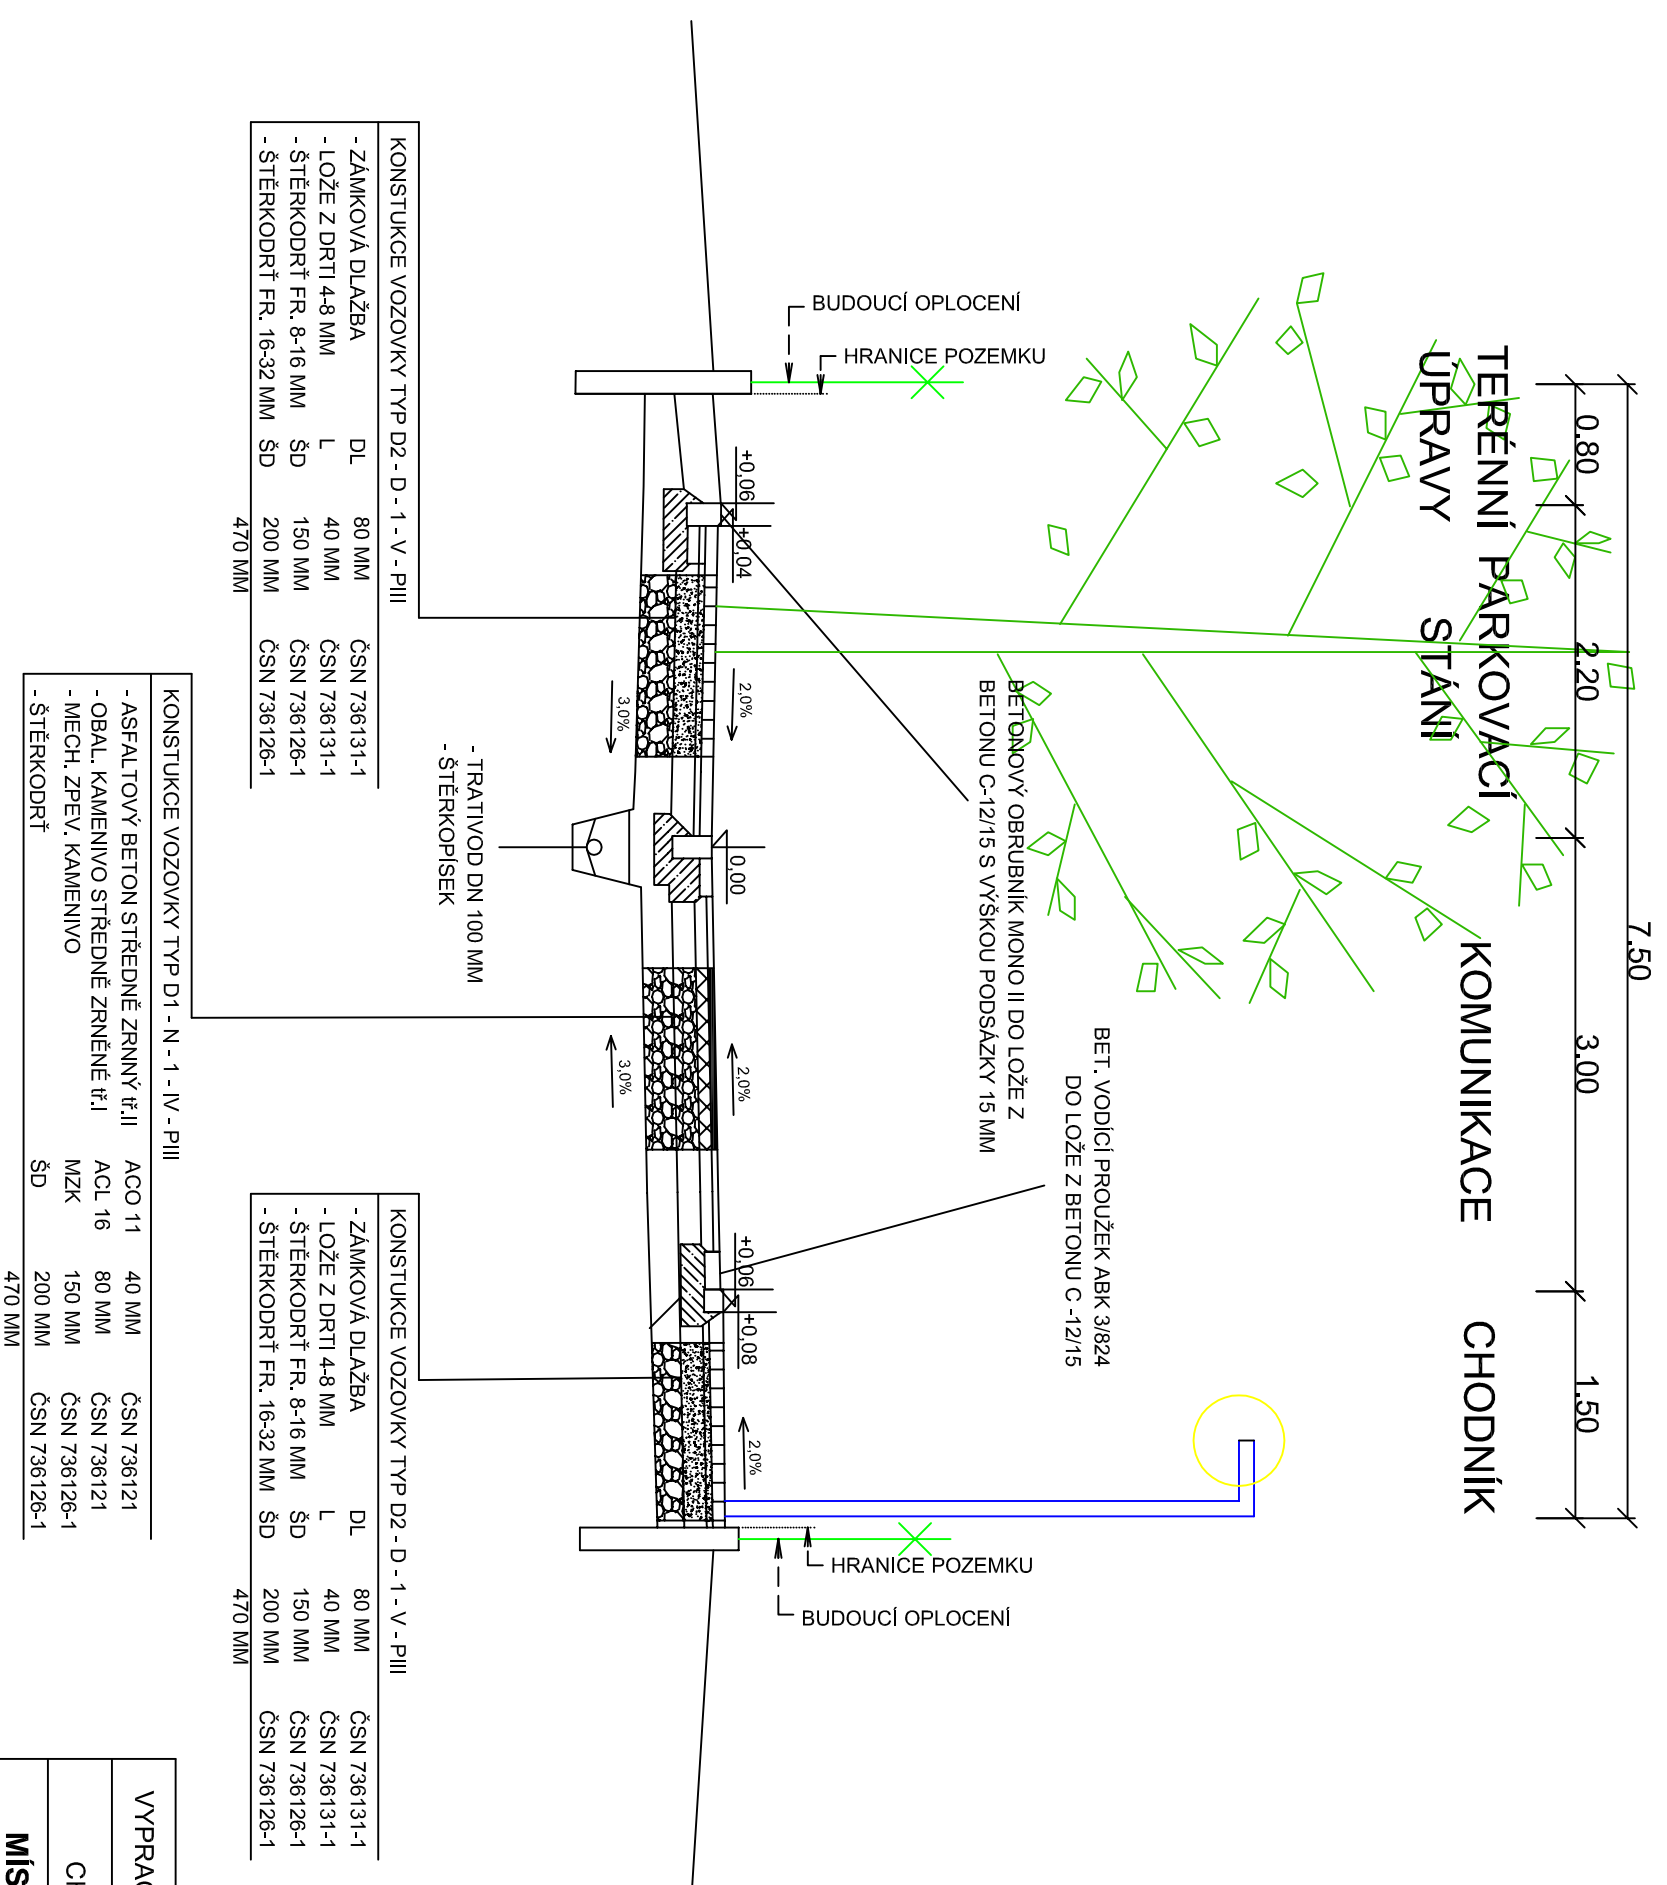 7,50
0,80
2,20
3,00
1,50
TERÉNNÍ
ÚPRAVY
PARKOVACÍ
STÁNÍ
KOMUNIKACE
CHODNÍK
BUDOUCÍ OPLOCENÍ
HRANICE POZEMKU
BET. VODÍCÍ PROUŽEK ABK 3/824
DO LOŽE Z BETONU C -12/15
BETONOVÝ OBRUBNÍK MONO II DO LOŽE Z
BETONU C-12/15 S VÝŠKOU PODSÁZKY 15 MM
HRANICE POZEMKU
BUDOUCÍ OPLOCENÍ
+0,06
+0,04
0,00
+0,06
+0,08
2,0%
2,0%
2,0%
3,0%
3,0%
- TRATIVOD DN 100 MM
- ŠTĚRKOPÍSEK
KONSTUKCE VOZOVKY TYP D2 - D - 1 - V - PIII
- ZÁMKOVÁ DLAŽBA DL 80 MM ČSN 736131-1
- LOŽE Z DRTI 4-8 MM L 40 MM ČSN 736131-1
- ŠTĚRKODRŤ FR. 8-16 MM ŠD 150 MM ČSN 736126-1
- ŠTĚRKODRŤ FR. 16-32 MM ŠD 200 MM ČSN 736126-1
470 MM
KONSTUKCE VOZOVKY TYP D2 - D - 1 - V - PIII
- ZÁMKOVÁ DLAŽBA DL 80 MM ČSN 736131-1
- LOŽE Z DRTI 4-8 MM L 40 MM ČSN 736131-1
- ŠTĚRKODRŤ FR. 8-16 MM ŠD 150 MM ČSN 736126-1
- ŠTĚRKODRŤ FR. 16-32 MM ŠD 200 MM ČSN 736126-1
470 MM
KONSTUKCE VOZOVKY TYP D1 - N - 1 - IV - PIII
- ASFALTOVÝ BETON STŘEDNĚ ZRNNÝ tř.II ACO 11 40 MM ČSN 736121
- OBAL. KAMENIVO STŘEDNĚ ZRNĚNÉ tř.I ACL 16 80 MM ČSN 736121
- MECH. ZPEV. KAMENIVO MZK 150 MM ČSN 736126-1
- ŠTĚRKODRŤ ŠD 200 MM ČSN 736126-1
470 MM